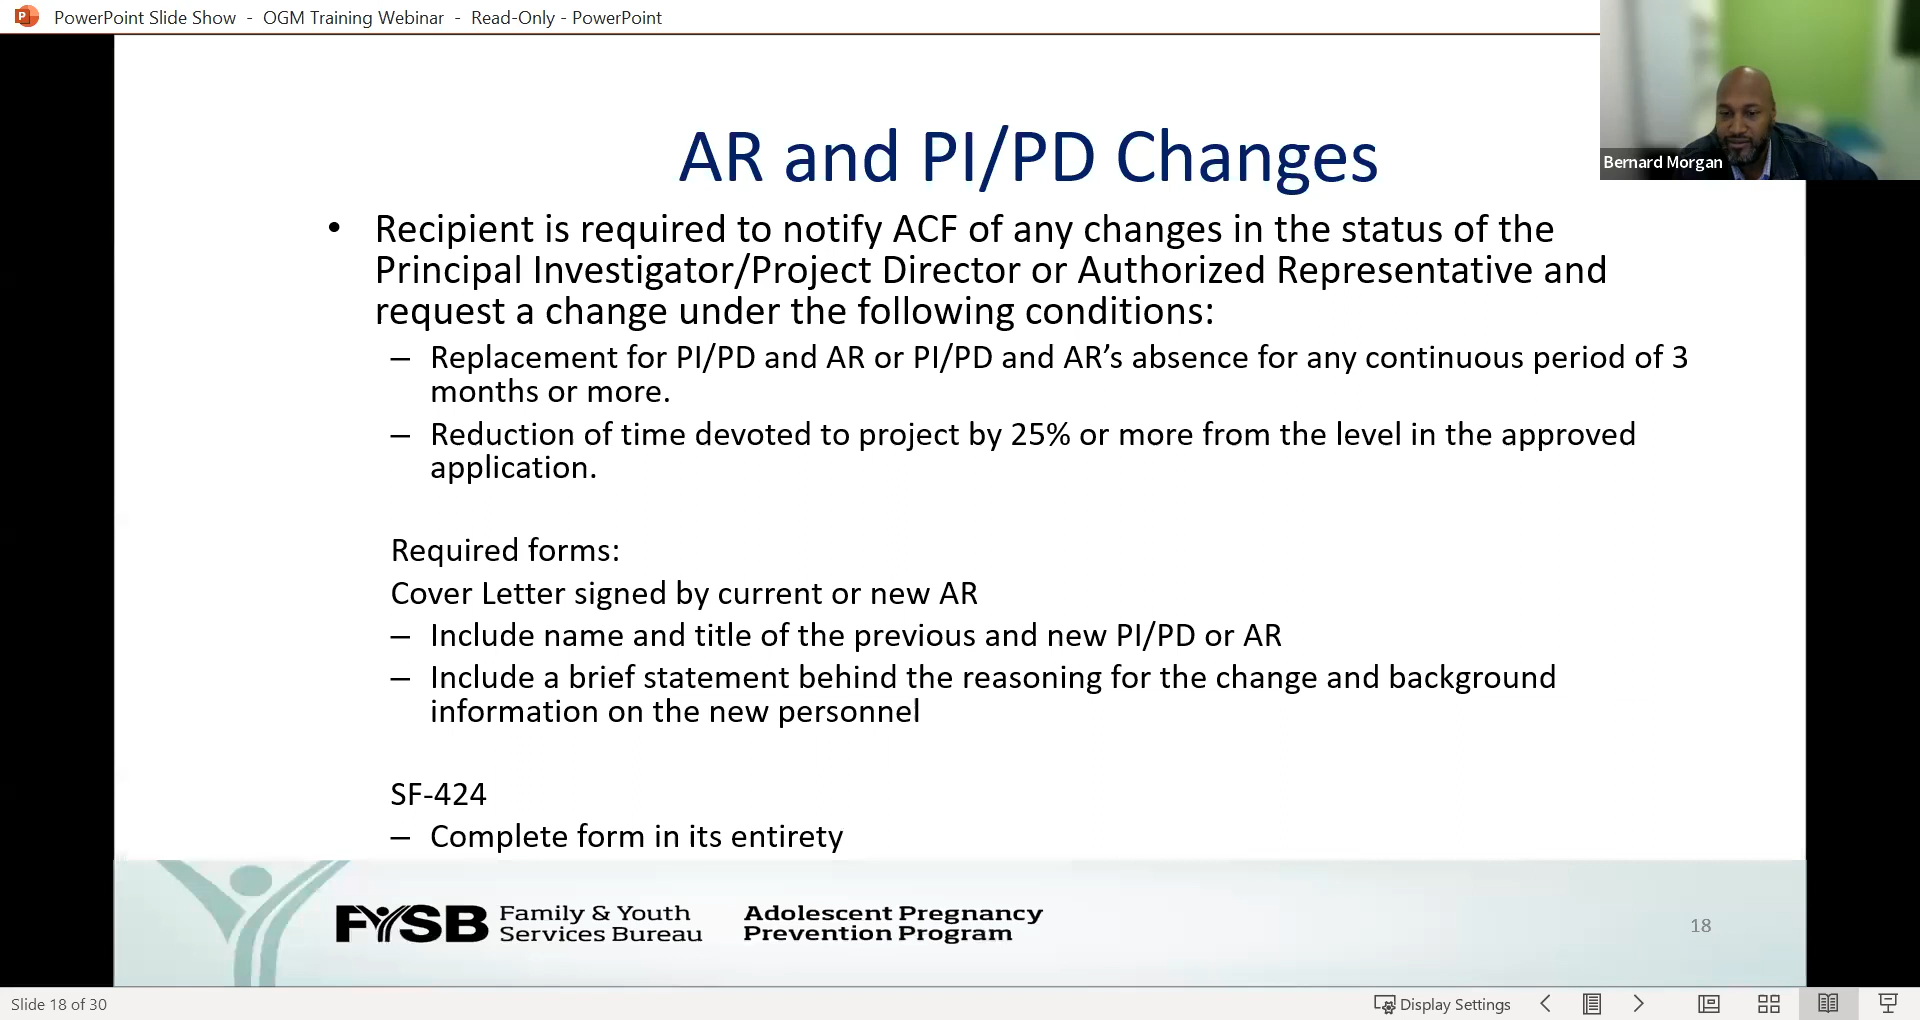 PowerPoint Slide Show - OGM Training Webinar - Read-Only - PowerPoint
Bernard Morgan
AR and PI/PD Changes
• Recipient is required to notify ACF of any changes in the status of the
Principal Investigator/Project Director or Authorized Representative and
request a change under the following conditions:
– Replacement for PI/PD and AR or PI/PD and AR’s absence for any continuous period of 3
months or more.
– Reduction of time devoted to project by 25% or more from the level in the approved
application.
Required forms:
Cover Letter signed by current or new AR
– Include name and title of the previous and new PI/PD or AR
– Include a brief statement behind the reasoning for the change and background
information on the new personnel
SF-424
– Complete form in its entirety
FYSB Family & Youth
Services Bureau
Adolescent Pregnancy
Prevention Program
18
Slide 18 of 30
Display Settings